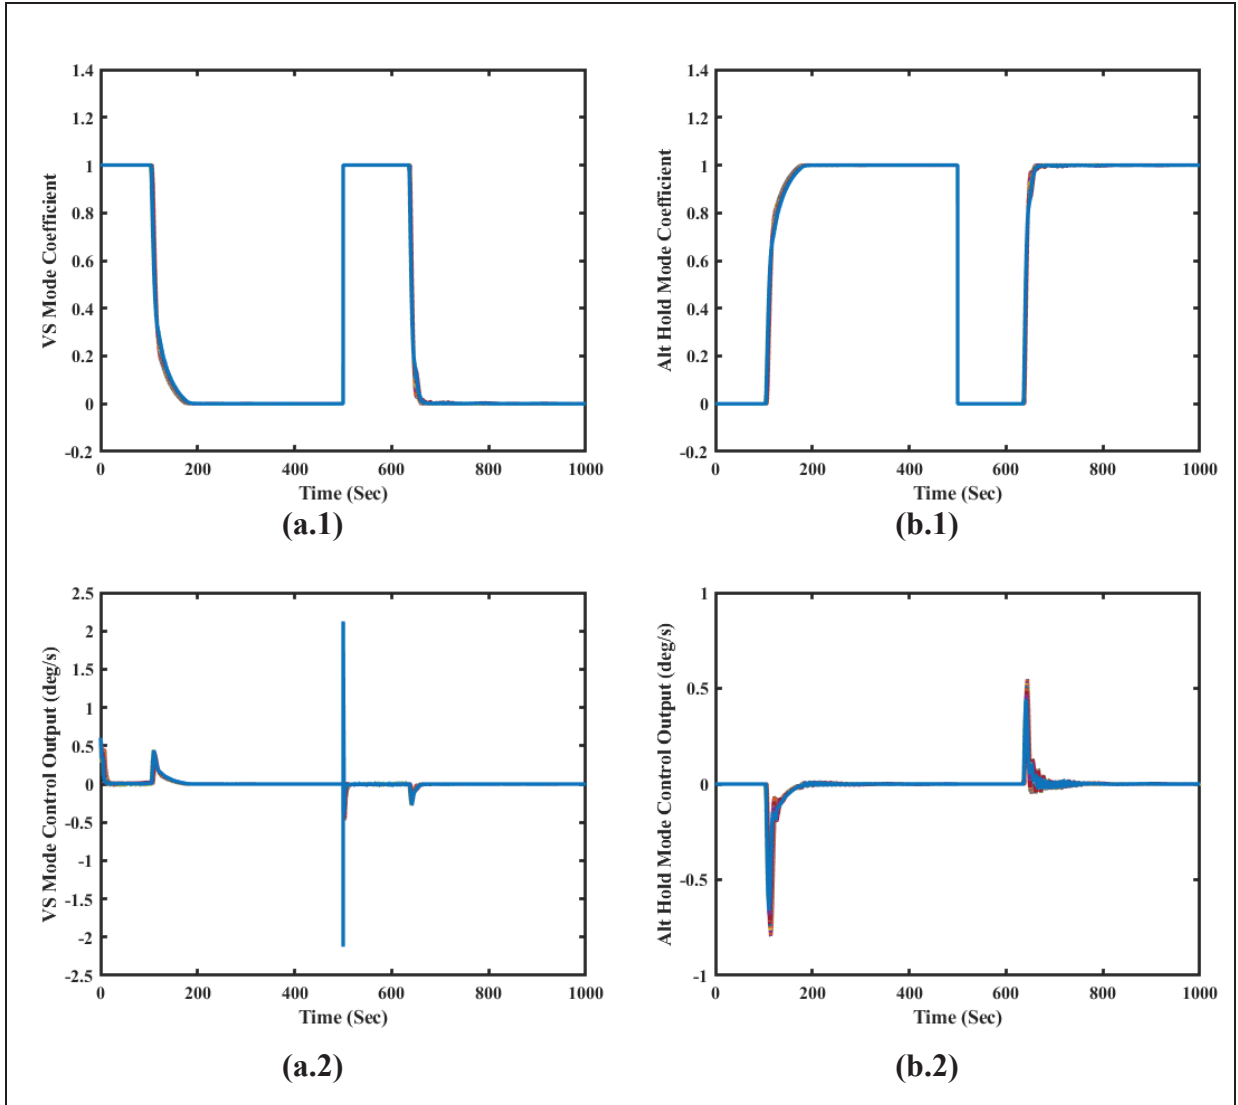 1.4
1.2
1
0.8
0.6
0.4
0.2
0
-0.2
VS Mode Coefficient
0 200 400 600 800 1000
Time (Sec)
(a.1)
1.4
1.2
1
0.8
0.6
0.4
0.2
0
-0.2
Alt Hold Mode Coefficient
0 200 400 600 800 1000
Time (Sec)
(b.1)
2.5
2
1.5
1
0.5
0
-0.5
-1
-1.5
-2
-2.5
VS Mode Control Output (deg/s)
0 200 400 600 800 1000
Time (Sec)
(a.2)
1
0.5
0
-0.5
-1
Alt Hold Mode Control Output (deg/s)
0 200 400 600 800 1000
Time (Sec)
(b.2)